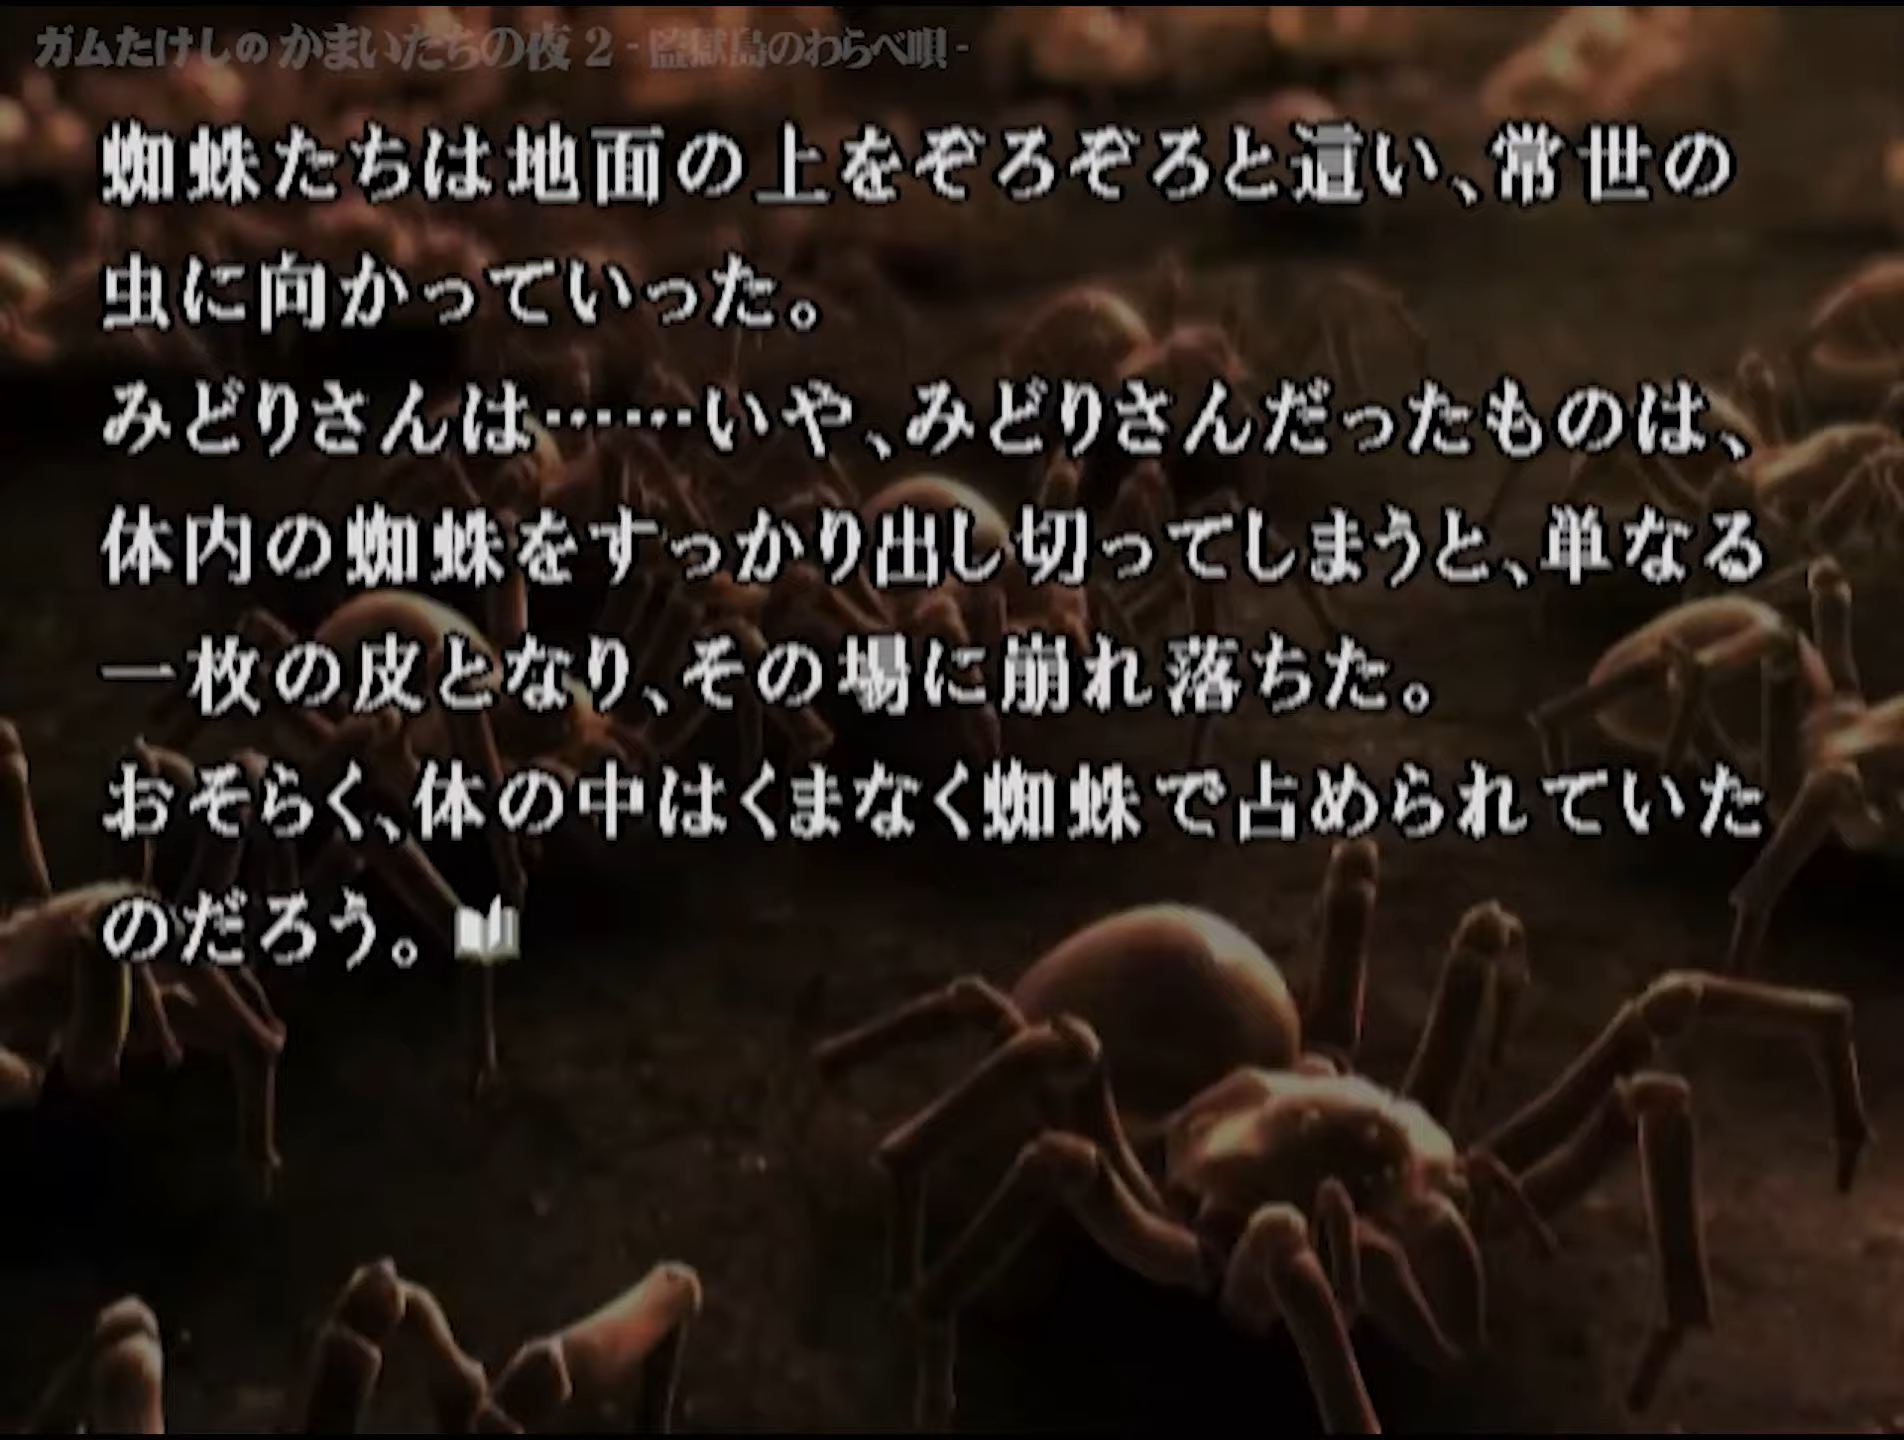 ガムたけしの かまいたちの夜 2 - 監獄島のわらべ唄 -
蜘蛛たちは地面の上をぞろぞろと這い、常世の
虫に向かっていった。
みどりさんは……いや、みどりさんだったものは、
体内の蜘蛛をすっかり出し切ってしまうと、単なる
一枚の皮となり、その場に崩れ落ちた。
おそらく、体の中はくまなく蜘蛛で占められていた
のだろう。